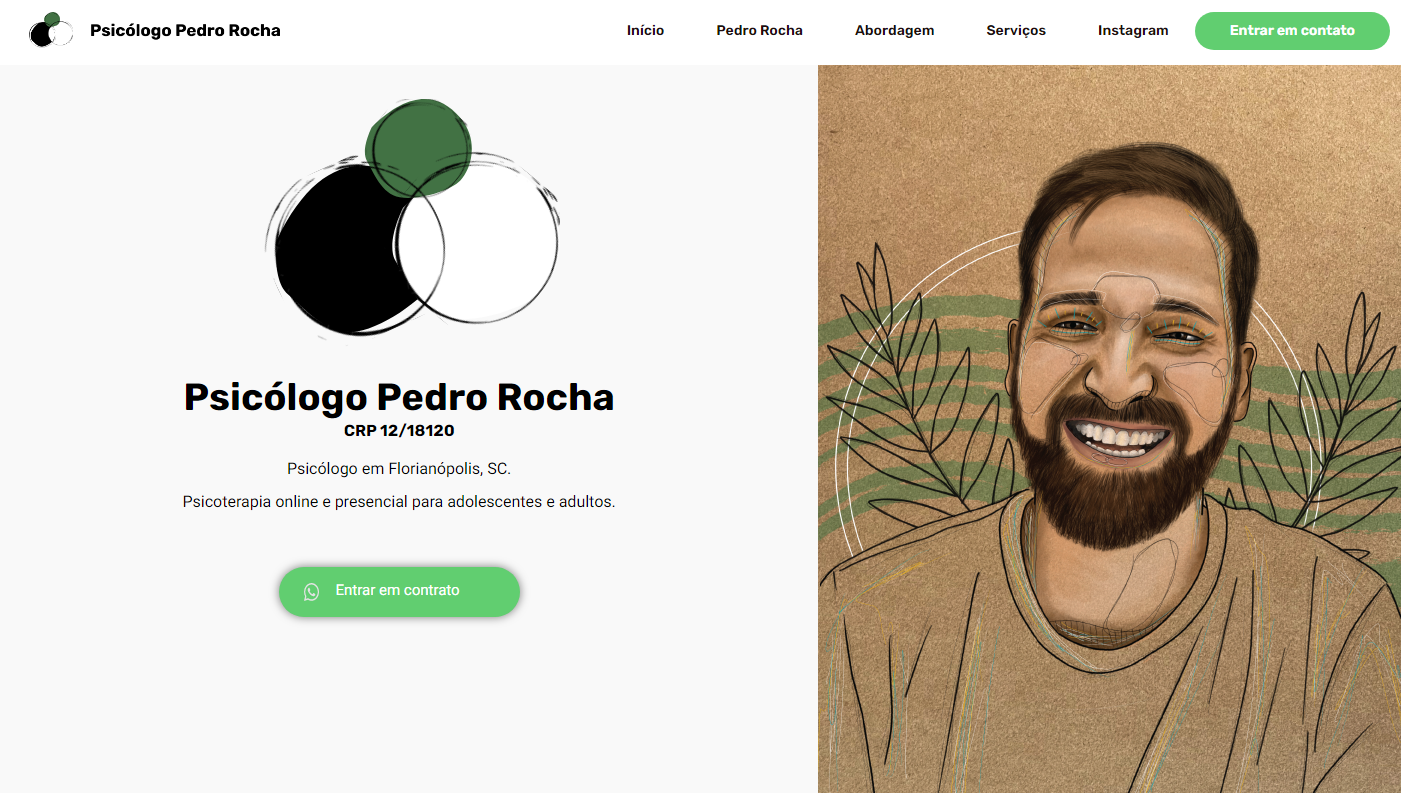 Psicólogo Pedro Rocha
Início
Pedro Rocha
Abordagem
Serviços
Instagram
Entrar em contato
Psicólogo Pedro Rocha
CRP 12/18120
Psicólogo em Florianópolis, SC.
Psicoterapia online e presencial para adolescentes e adultos.
Entrar em contrato